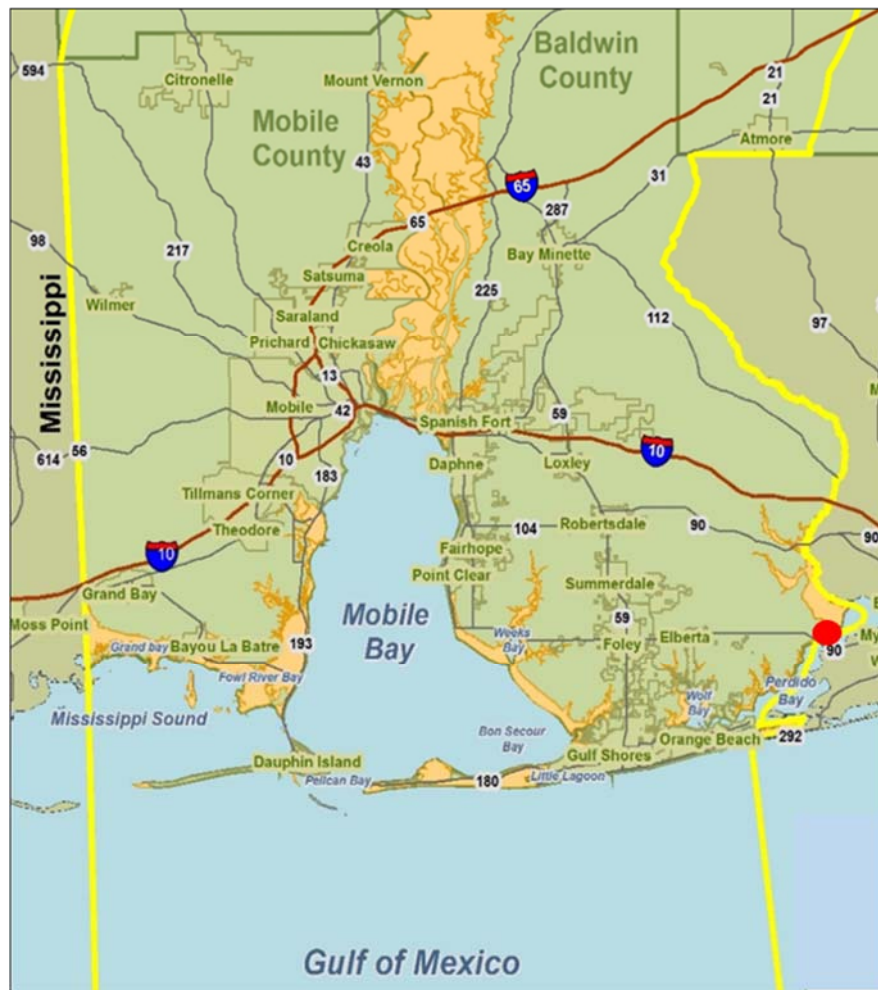 Baldwin
County
594
Citronelle
Mount Vernon
21
21
Mobile
County
Atmore
43
31
65
287
65
98
217
Creola
Bay Minette
Satsuma
225
Wilmer
Saraland
112
97
Prichard
Chickasaw
Mississippi
13
Mobile
42
Spanish Fort
59
614
56
10
10
183
Daphne
Loxley
Tillmans Corner
Theodore
104
Robertsdale
90
90
10
Fairhope
Point Clear
Grand Bay
Summerdale
Moss Point
Mobile
Bay
59
Weeks
Bay
Elberta
Grand bay
Bayou La Batre
193
Foley
90
Fowl River Bay
Wolf
Bay
Perdido
Bay
Mississippi Sound
Bon Secour
Bay
Orange Beach
292
Dauphin Island
Gulf Shores
Pelican Bay
180
Little Lagoon
Gulf of Mexico